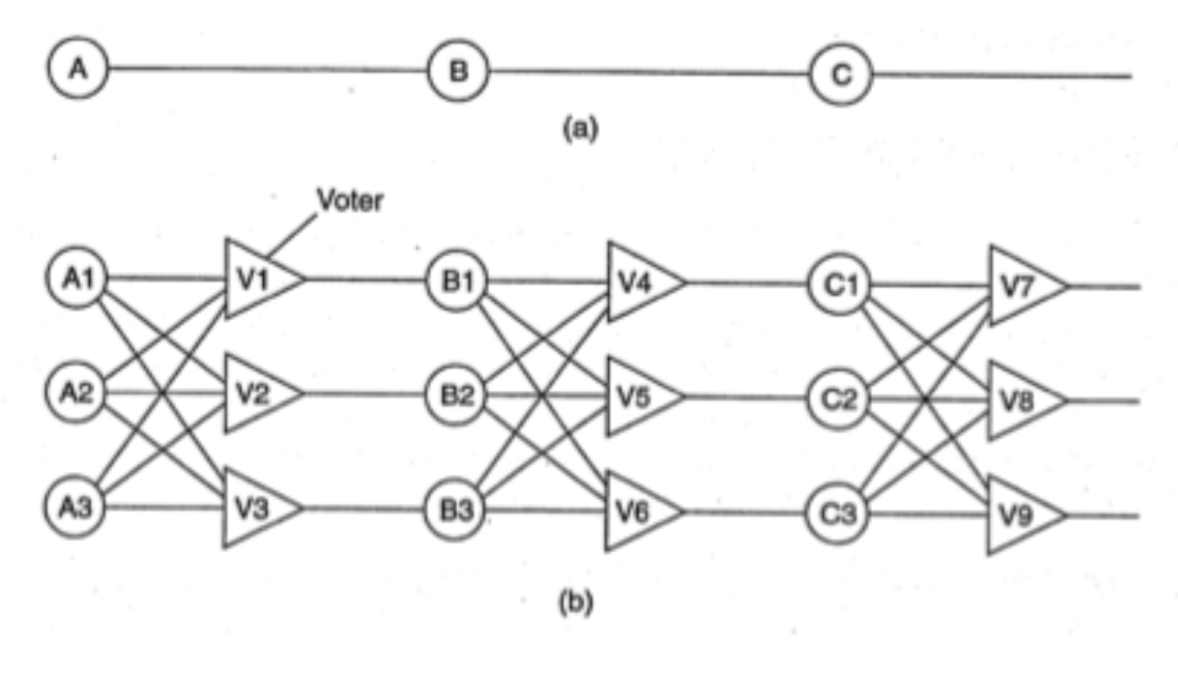 A B C
(a)
Voter
A1 V1 B1 V4 C1 V7
A2 V2 B2 V5 C2 V8
A3 V3 B3 V6 C3 V9
(b)